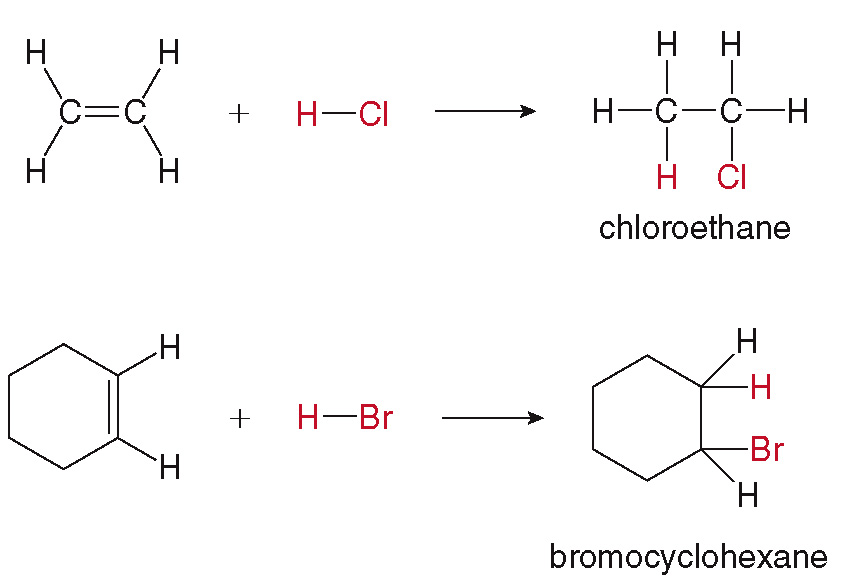 H H H H
C=C + H—Cl H—C—C—H
H H H Cl
chloroethane
H H
H
+ H—Br Br
H H
bromocyclohexane